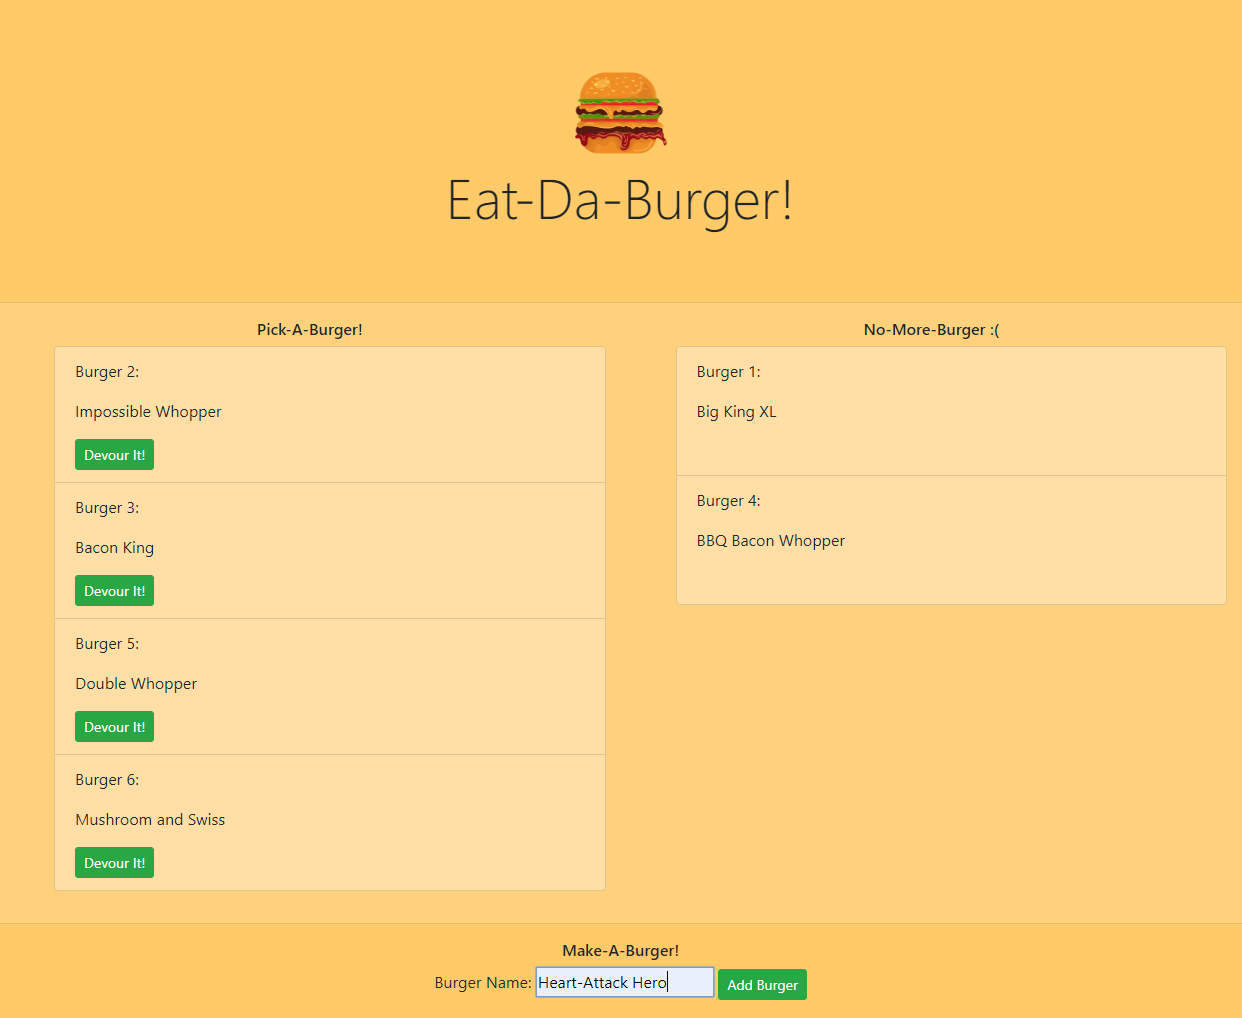 Eat-Da-Burger!
Pick-A-Burger!
Burger 2:
Impossible Whopper
Devour It!
Burger 3:
Bacon King
Devour It!
Burger 5:
Double Whopper
Devour It!
Burger 6:
Mushroom and Swiss
Devour It!
No-More-Burger :(
Burger 1:
Big King XL
Burger 4:
BBQ Bacon Whopper
Make-A-Burger!
Burger Name: Heart-Attack Hero Add Burger